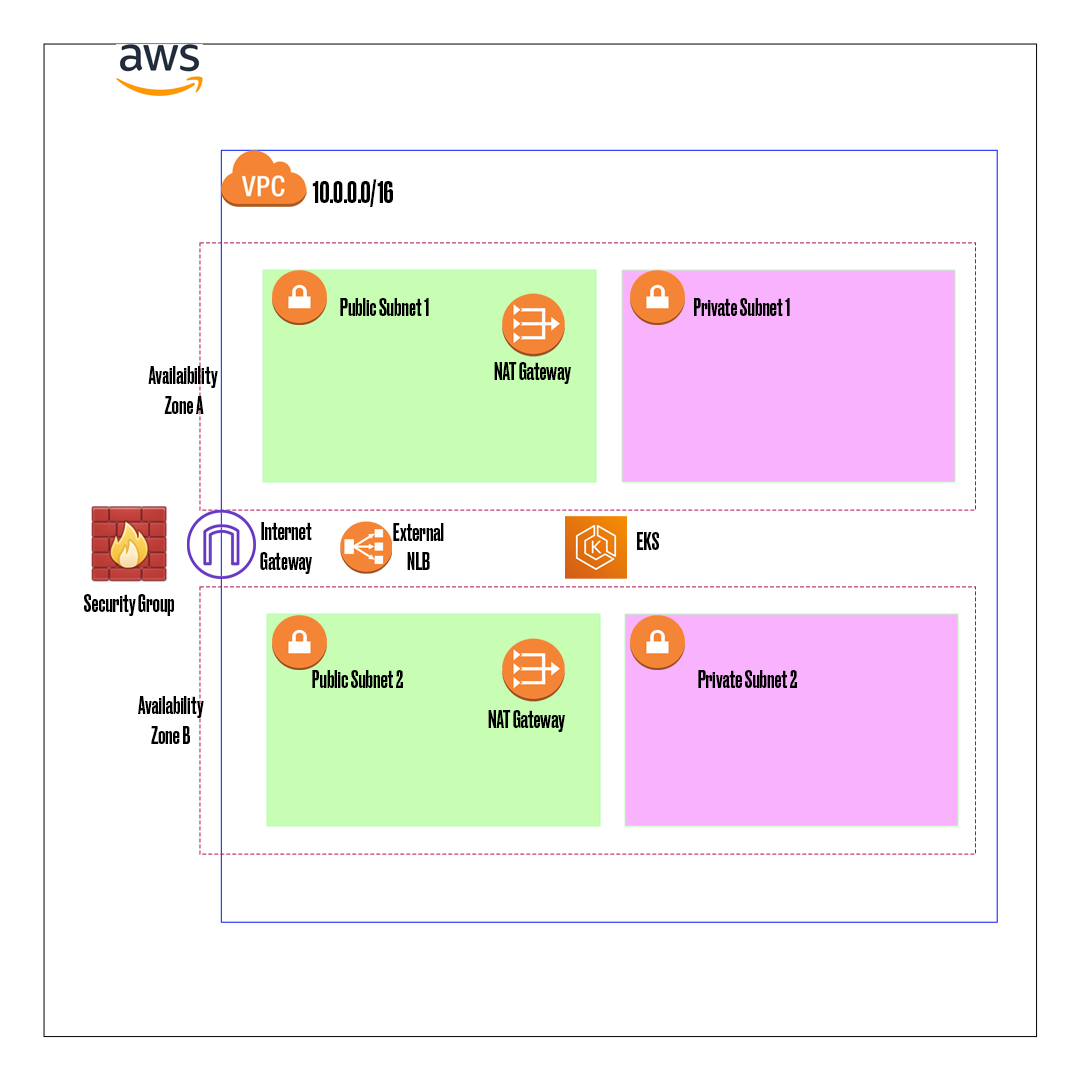 aws
VPC
10.0.0.0/16
Public Subnet 1
NAT Gateway
Private Subnet 1
Availaibility
Zone A
Security Group
Internet
Gateway
External
NLB
K
EKS
Availability
Zone B
Public Subnet 2
NAT Gateway
Private Subnet 2